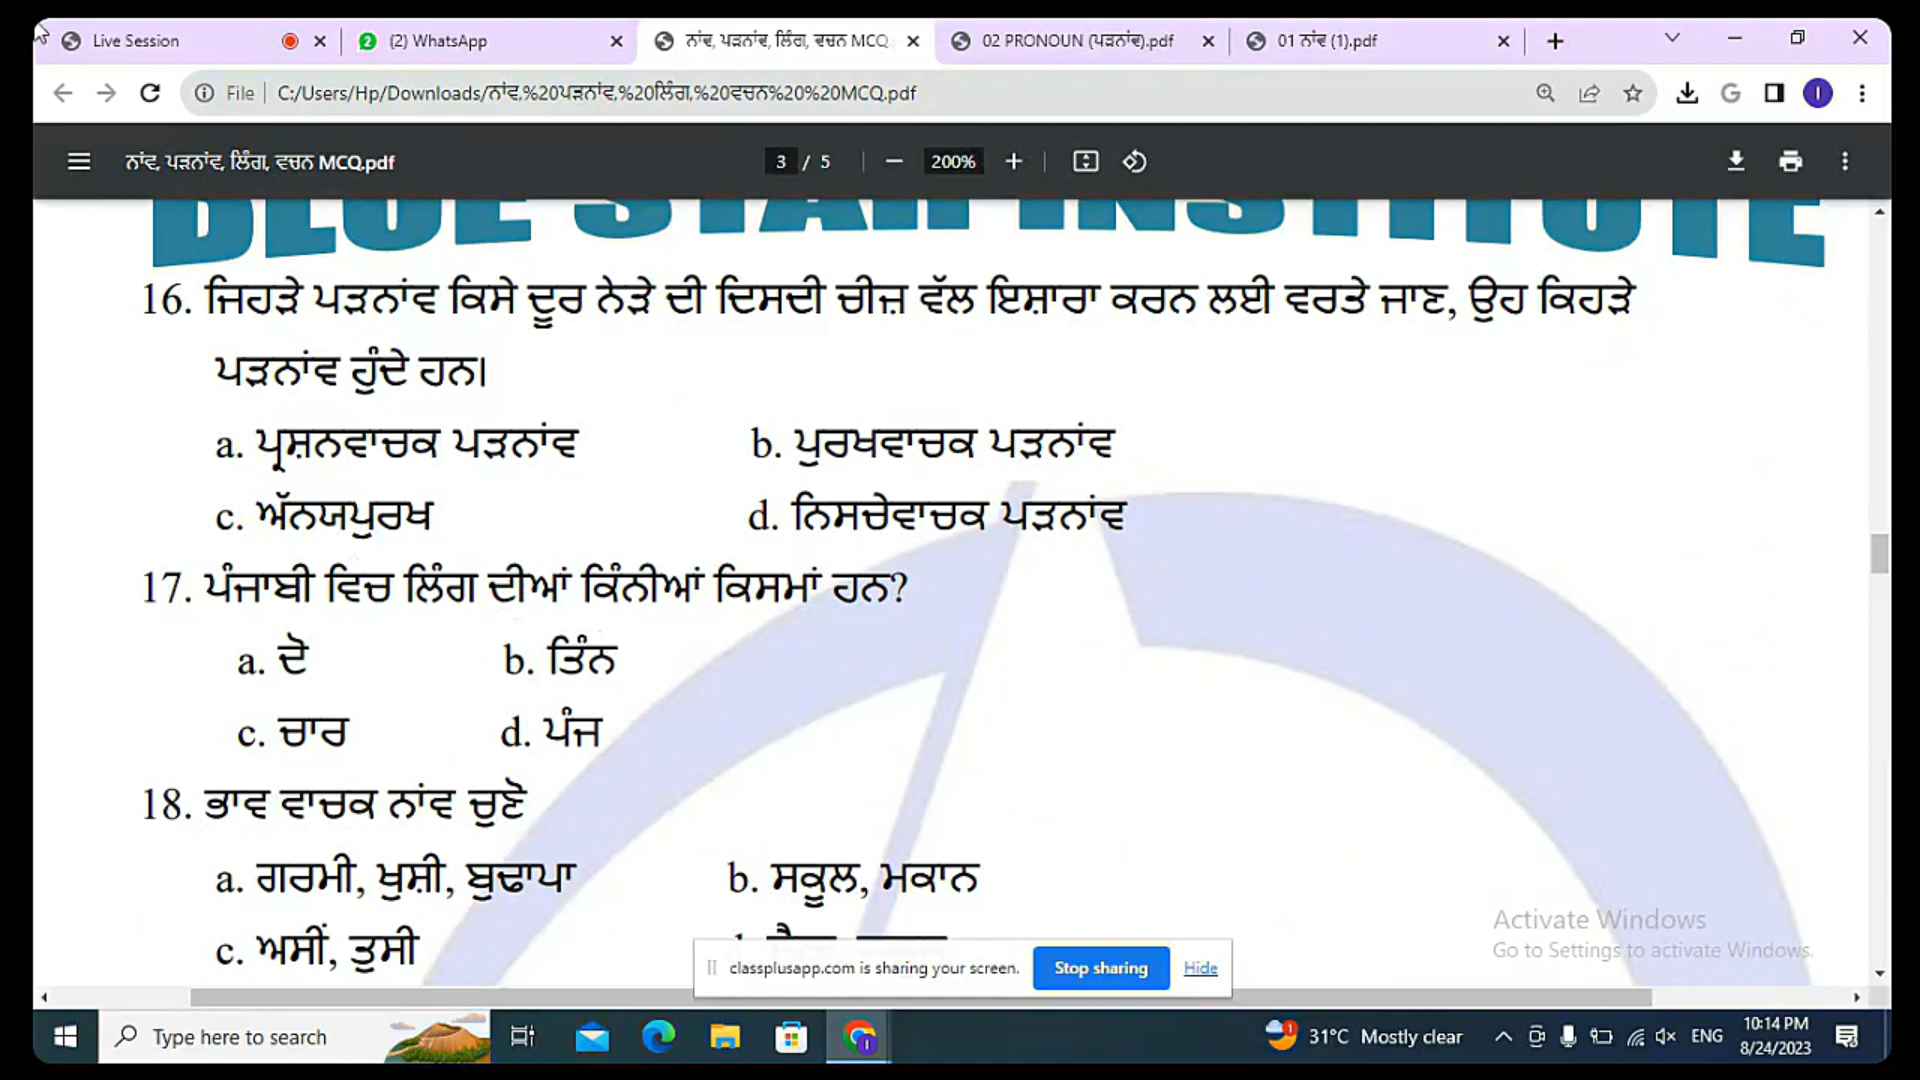 Live Session
(2) WhatsApp
ਨਾਂਵ, ਪੜਨਾਂਵ, ਲਿੰਗ, ਵਚਨ MCQ
02 PRONOUN (ਪੜਨਾਂਵ).pdf
01 ਨਾਂਵ (1).pdf
File
C:/Users/Hp/Downloads/ਨਾਂਵ,%20ਪੜਨਾਂਵ,%20ਲਿੰਗ,%20ਵਚਨ%20%20MCQ.pdf
ਨਾਂਵ, ਪੜਨਾਂਵ, ਲਿੰਗ, ਵਚਨ MCQ.pdf
3 / 5
200%
BLUE STAR INSTITUTE
16. ਜਿਹੜੇ ਪੜਨਾਂਵ ਕਿਸੇ ਦੂਰ ਨੇੜੇ ਦੀ ਦਿਸਦੀ ਚੀਜ਼ ਵੱਲ ਇਸ਼ਾਰਾ ਕਰਨ ਲਈ ਵਰਤੇ ਜਾਣ, ਉਹ ਕਿਹੜੇ
ਪੜਨਾਂਵ ਹੁੰਦੇ ਹਨ।
a. ਪ੍ਰਸ਼ਨਵਾਚਕ ਪੜਨਾਂਵ b. ਪੁਰਖਵਾਚਕ ਪੜਨਾਂਵ
c. ਅੱਨਯਪੁਰਖ d. ਨਿਸਚੇਵਾਚਕ ਪੜਨਾਂਵ
17. ਪੰਜਾਬੀ ਵਿਚ ਲਿੰਗ ਦੀਆਂ ਕਿੰਨੀਆਂ ਕਿਸਮਾਂ ਹਨ?
a. ਦੋ b. ਤਿੰਨ
c. ਚਾਰ d. ਪੰਜ
18. ਭਾਵ ਵਾਚਕ ਨਾਂਵ ਚੁਣੋ
a. ਗਰਮੀ, ਖੁਸ਼ੀ, ਬੁਢਾਪਾ b. ਸਕੂਲ, ਮਕਾਨ
c. ਅਸੀਂ, ਤੁਸੀ
Activate Windows
Go to Settings to activate Windows.
classplusapp.com is sharing your screen.
Stop sharing
Hide
Type here to search
31°C Mostly clear
ENG
10:14 PM
8/24/2023